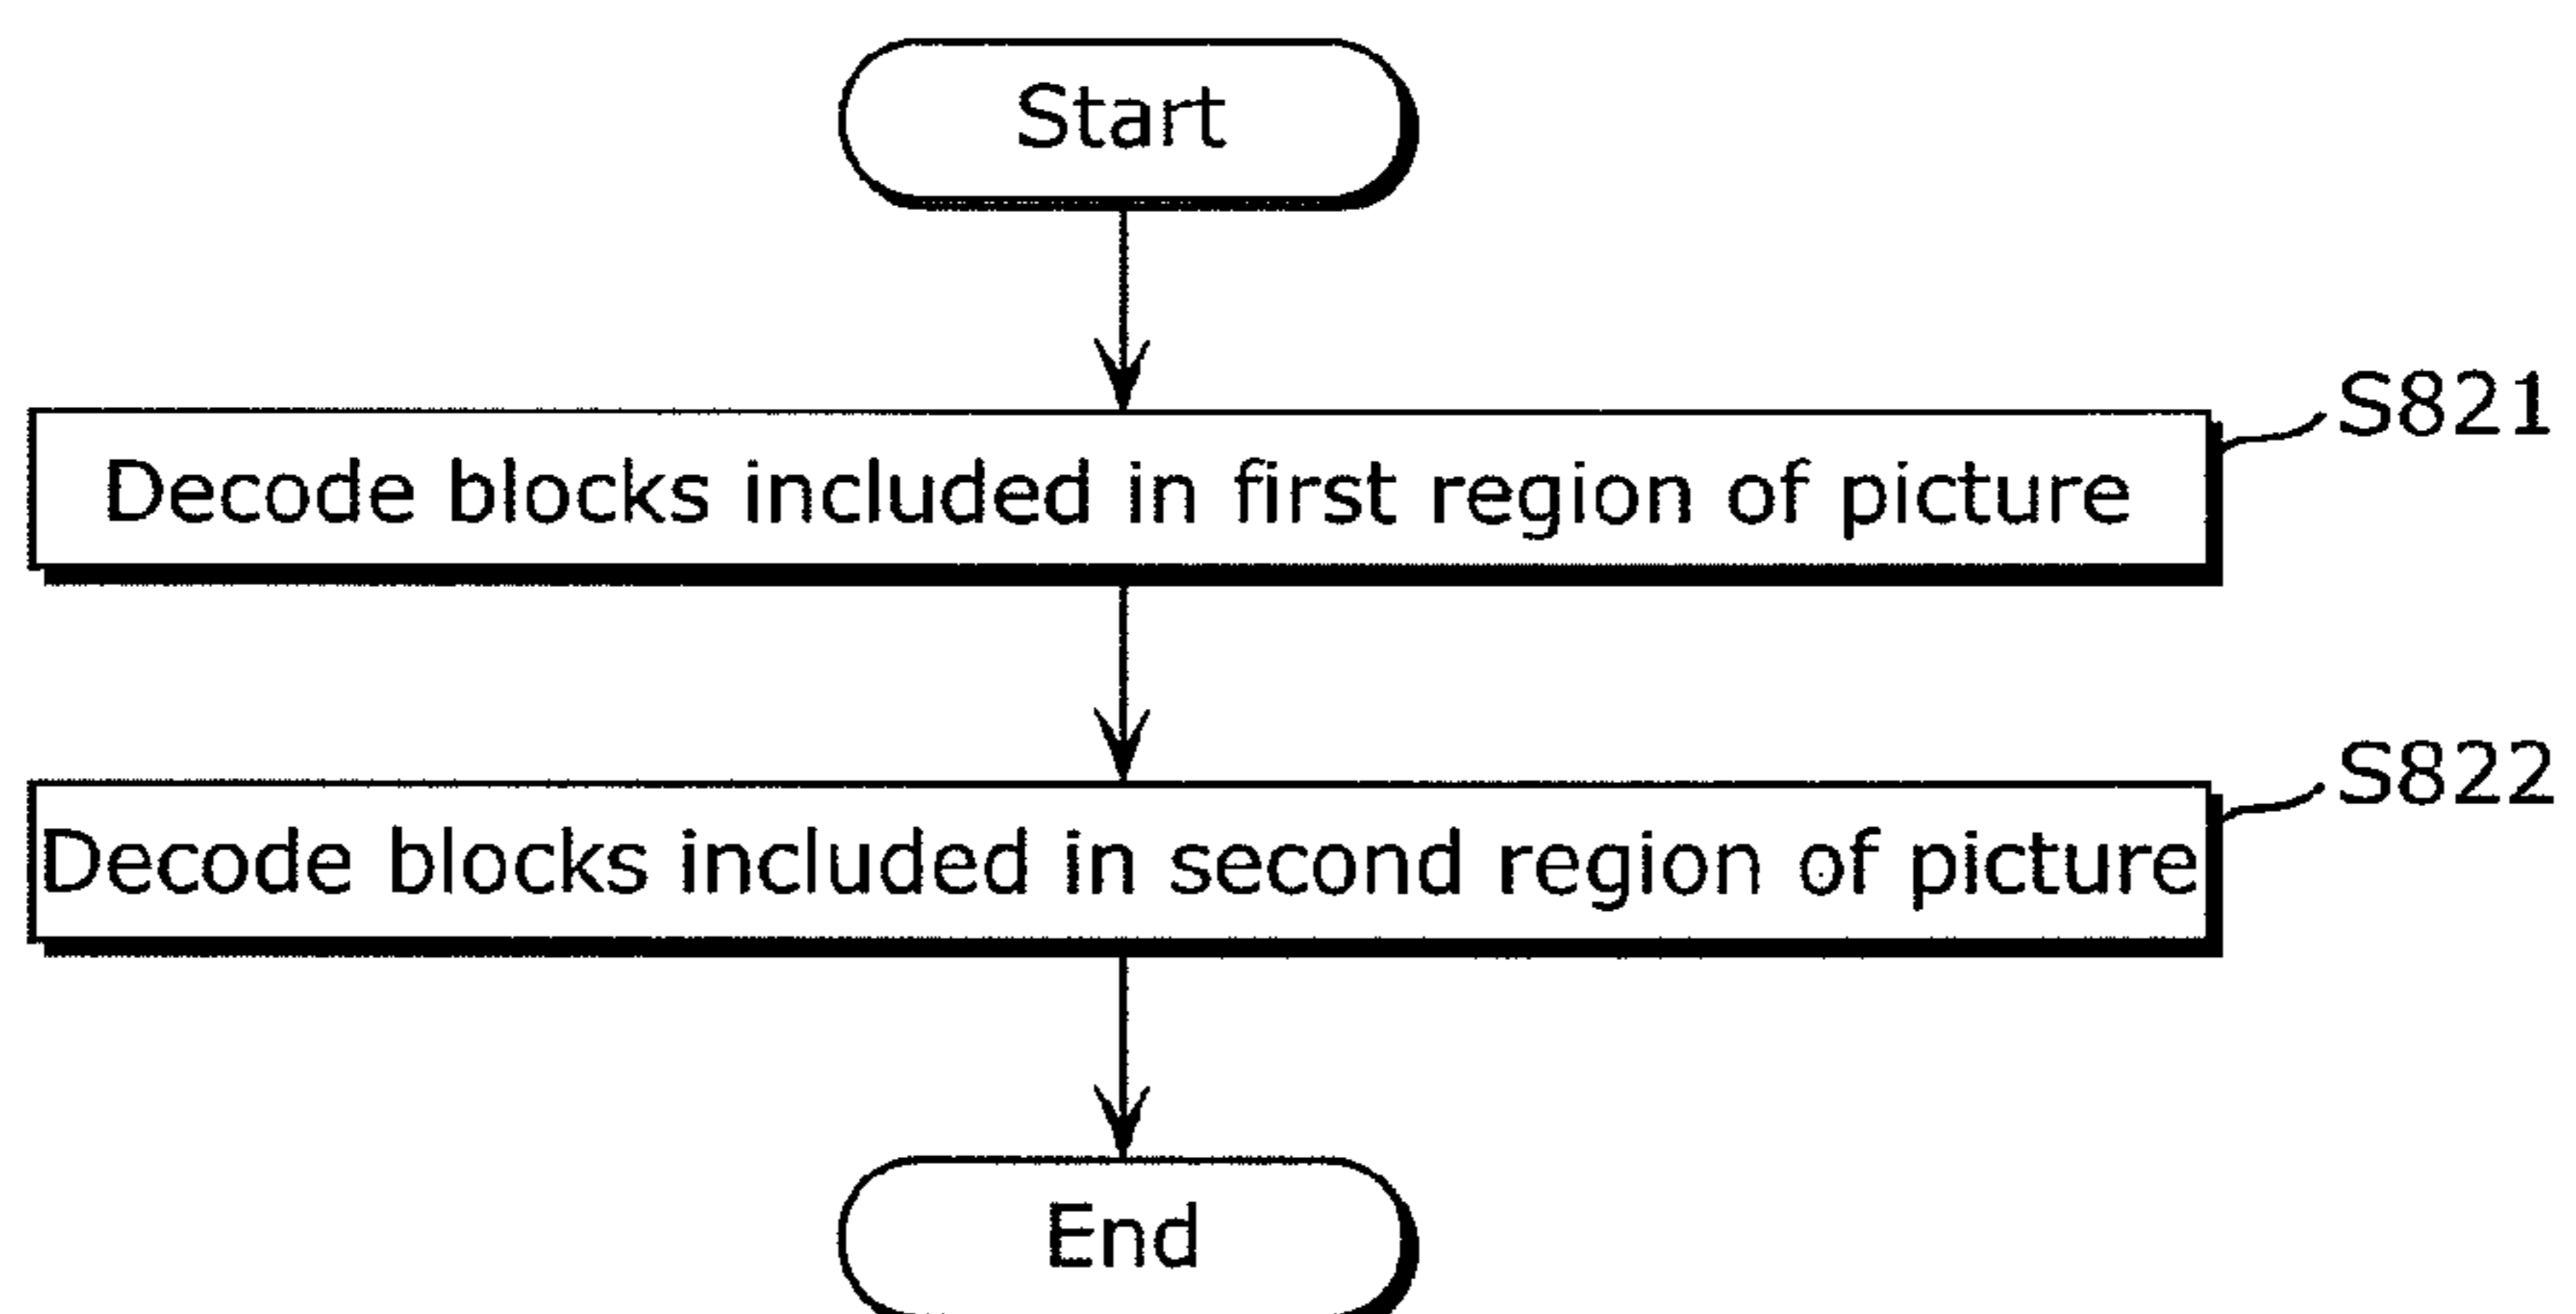 Start
S821
Decode blocks included in first region of picture
S822
Decode blocks included in second region of picture
End